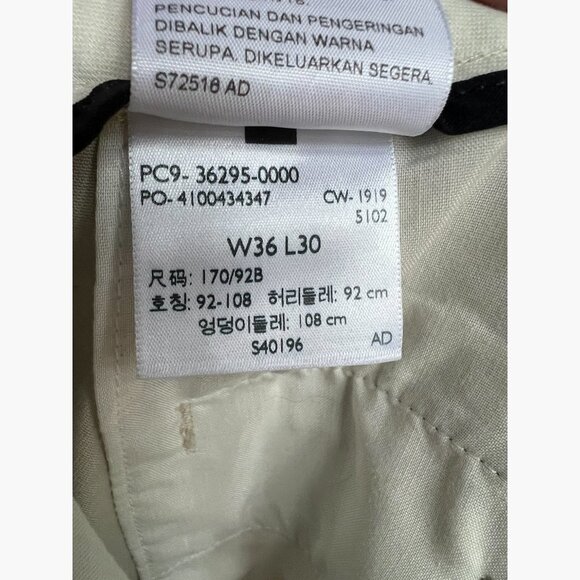 PENCUCIAN DAN PENGERINGAN
DIBALIK DENGAN WARNA
SERUPA. DIKELUARKAN SEGERA.
S72518 AD
PC9- 36295-0000
PO- 4100434347 CW- 1919
5102
W36 L30
尺码: 170/92B
호칭: 92-108 허리둘레: 92 cm
엉덩이둘레: 108 cm
S40196 AD